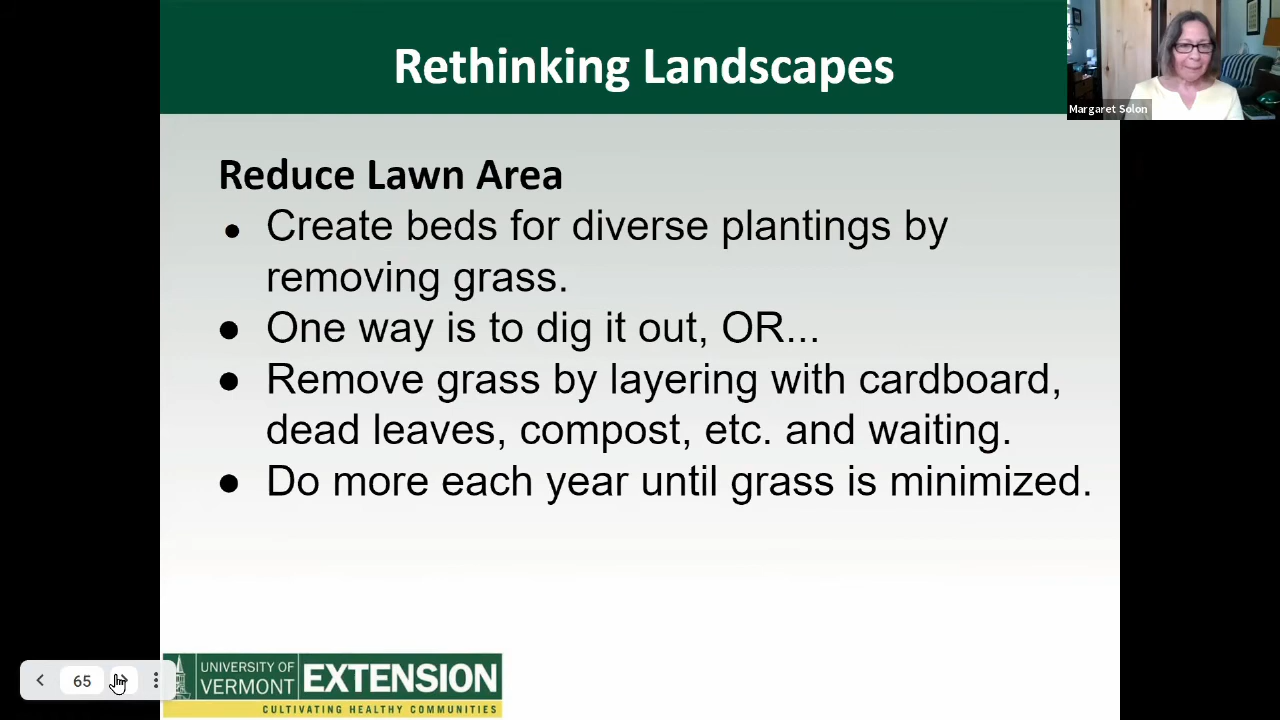 Rethinking Landscapes
Margaret Solon
Reduce Lawn Area
● Create beds for diverse plantings by
removing grass.
● One way is to dig it out, OR...
● Remove grass by layering with cardboard,
dead leaves, compost, etc. and waiting.
● Do more each year until grass is minimized.
65
UNIVERSITY OF
VERMONT
EXTENSION
CULTIVATING HEALTHY COMMUNITIES